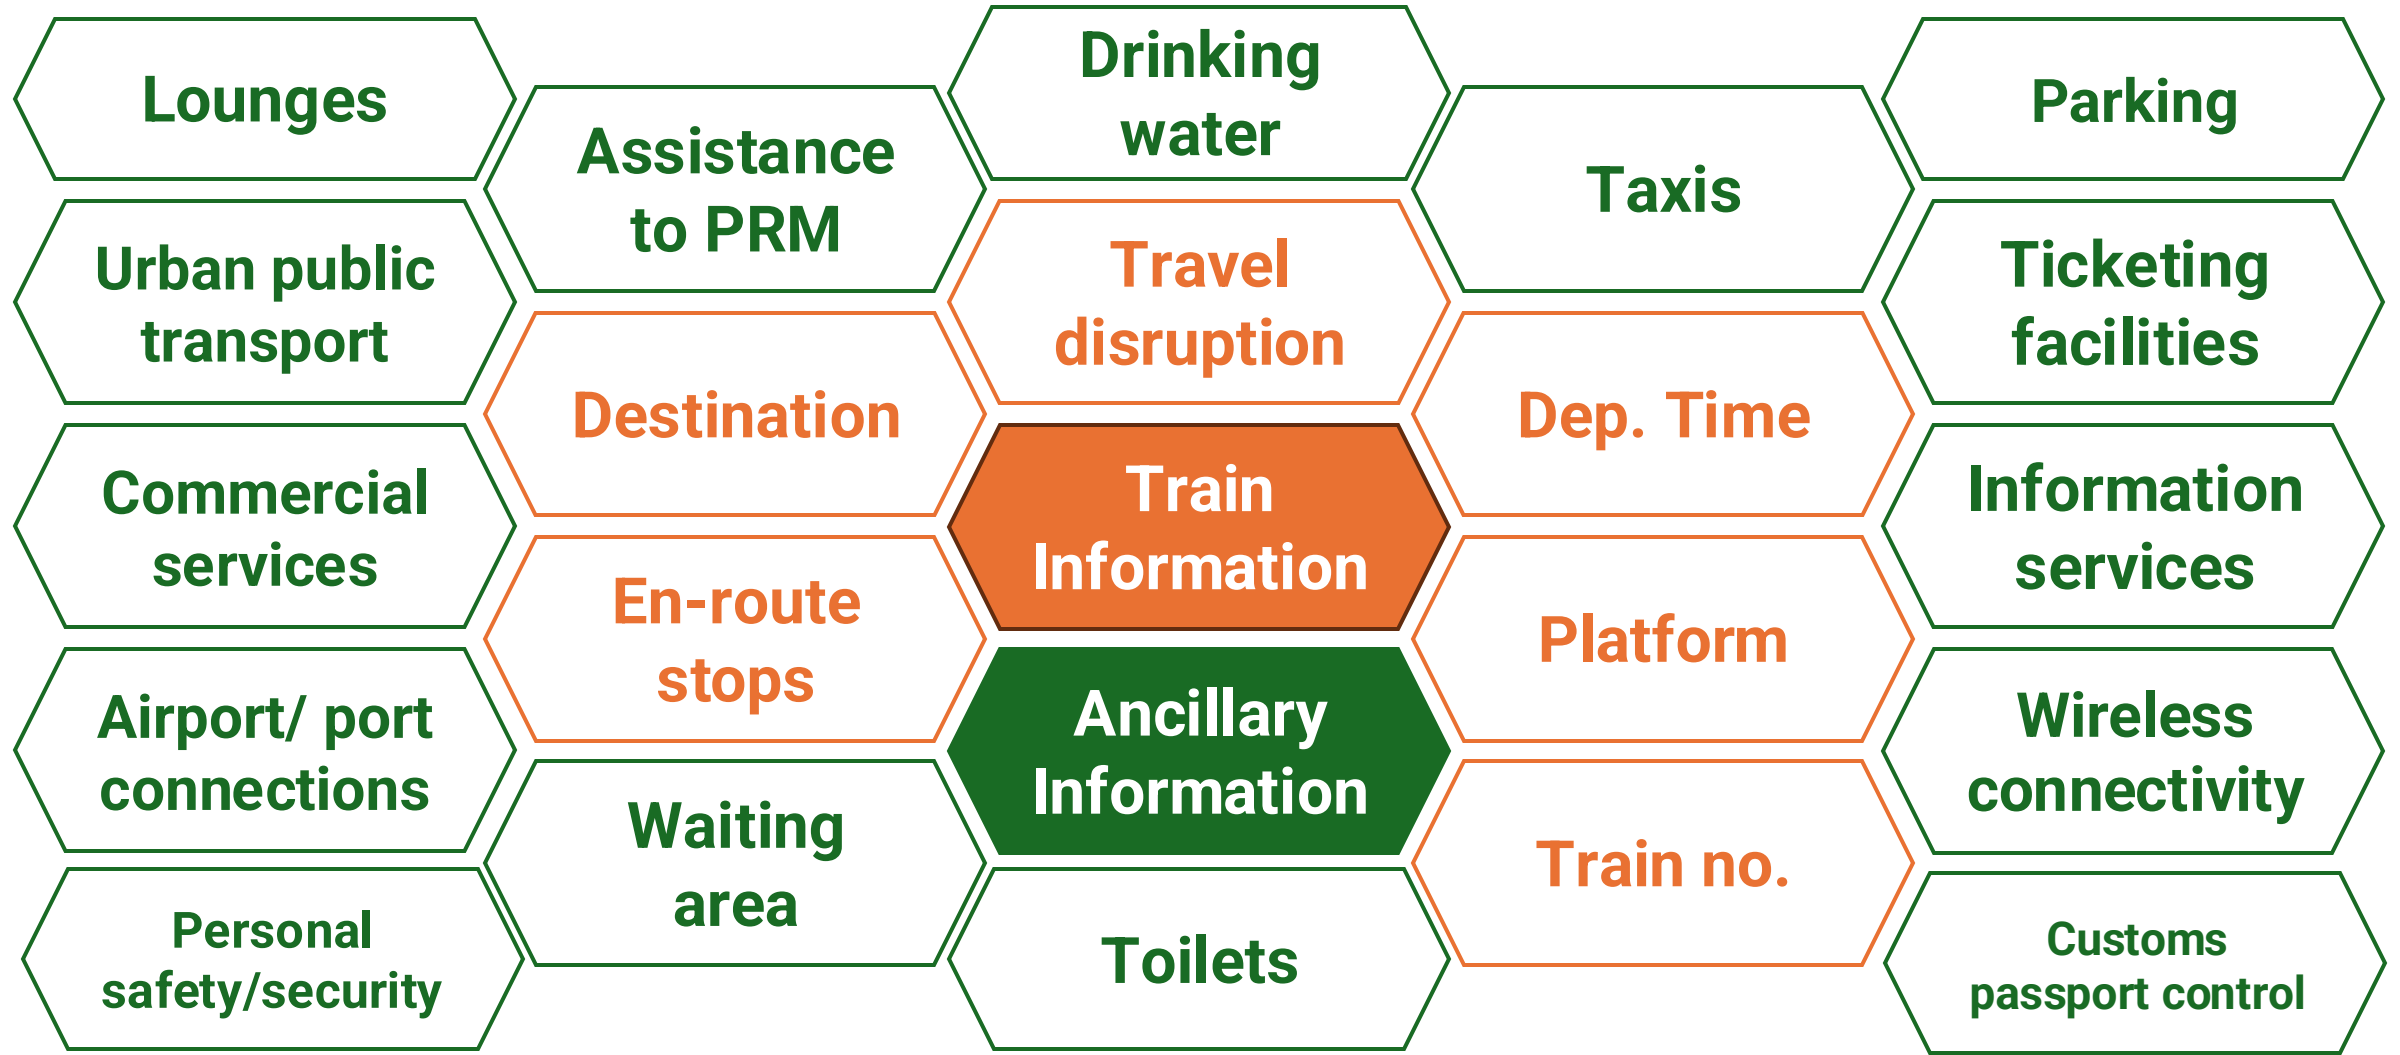 Lounges
Urban public
transport
Commercial
services
Airport/ port
connections
Personal
safety/security
Assistance
to PRM
Destination
En-route
stops
Waiting
area
Drinking
water
Travel
disruption
Train
Information
Ancillary
Information
Toilets
Taxis
Dep. Time
Platform
Train no.
Parking
Ticketing
facilities
Information
services
Wireless
connectivity
Customs
passport control